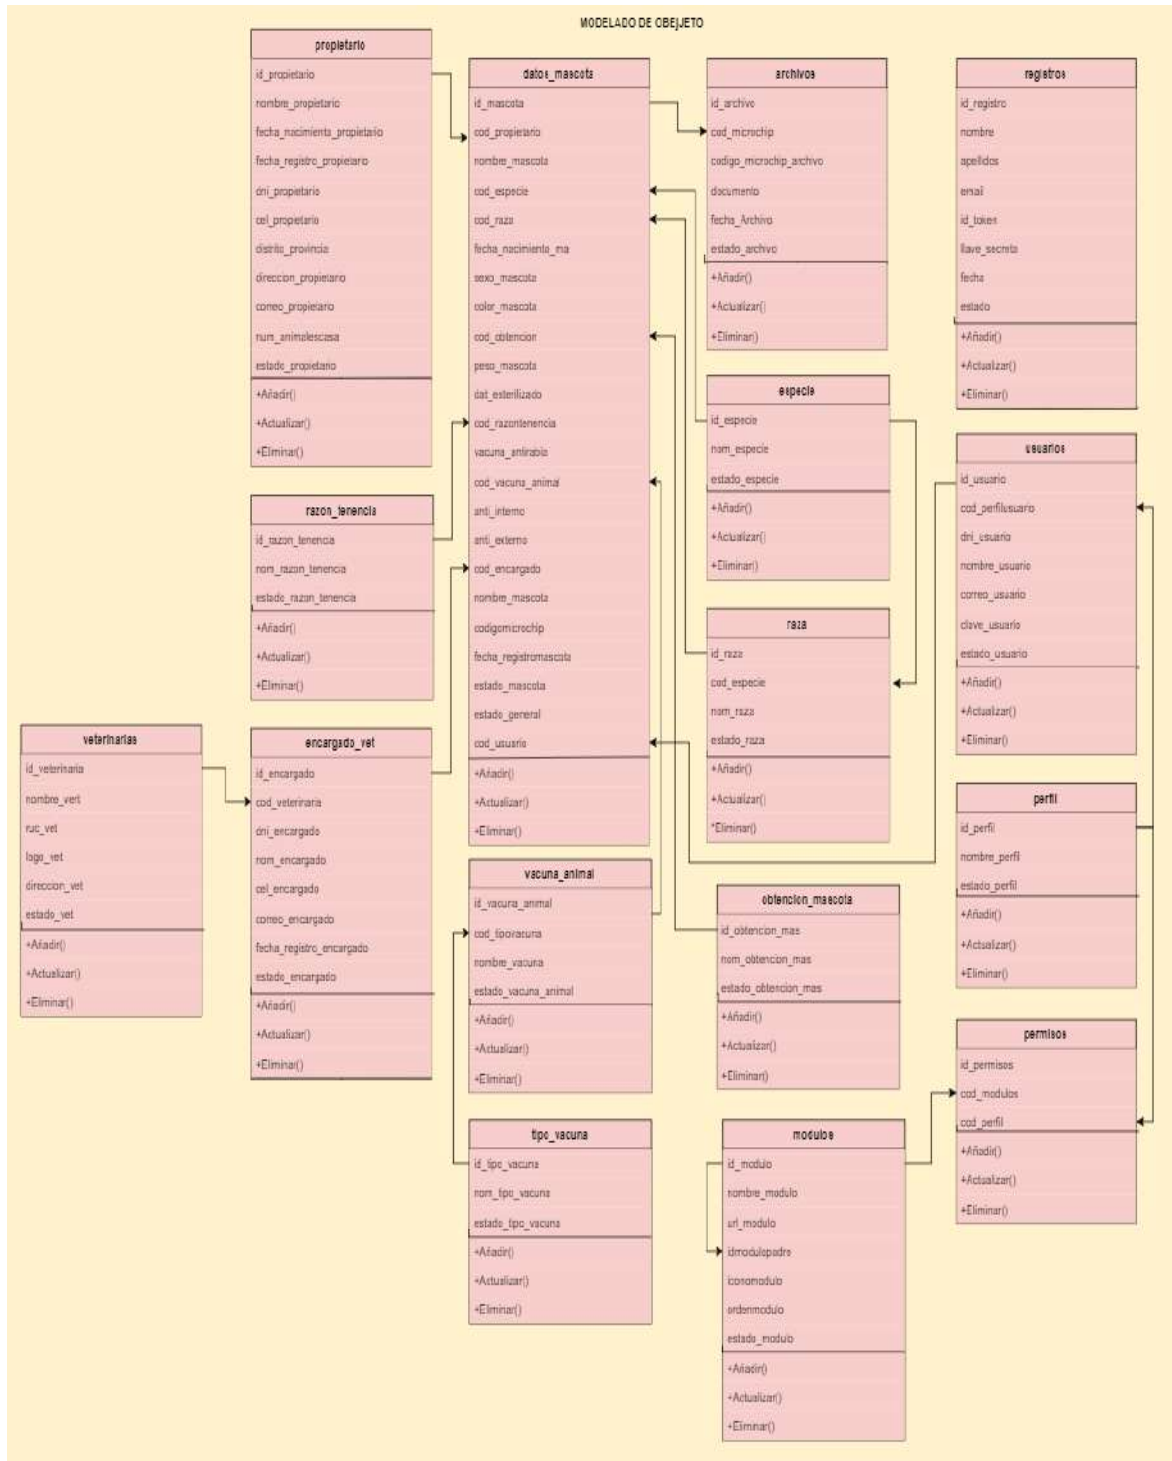 MODELADO DE OBEJJETO
propietario
id_propietario
nombre_propietario
fecha_nacimienta_propietario
fecha_registro_propietario
dni_propietario
cel_propietario
distrito_provincia
direccion_propietario
correo_propietario
num_animalescasa
estado_propietario
+Añadir()
+Actualizar()
+Eliminar()
razon_tenencia
id_razon_tenencia
nom_razon_tenencia
estado_razon_tenencia
+Añadir()
+Actualizar()
+Eliminar()
veterinarias
id_veterinaria
nombre_vert
ruc_vet
logo_vet
direccion_vet
estado_vet
+Añadir()
+Actualizar()
+Eliminar()
encargado_vet
id_encargado
cod_veterinaria
dni_encargado
nom_encargado
cel_encargado
correo_encargado
fecha_registro_encargado
estado_encargado
+Añadir()
+Actualizar()
+Eliminar()
datos_mascota
id_mascota
cod_propietario
nombre_mascota
cod_especie
cod_raza
fecha_nacimienta_ma
sexo_mascota
color_mascota
cod_obtencion
peso_mascota
dat_esterilizado
cod_razontenencia
vacuna_antirabia
cod_vacuna_animal
anti_interno
anti_externo
cod_encargado
nombre_mascota
codigomicrochip
fecha_registromascota
estado_mascota
estado_general
cod_usuario
+Añadir()
+Actualizar()
+Eliminar()
vacuna_animal
id_vacuna_animal
cod_tipovacuna
nombre_vacuna
estado_vacuna_animal
+Añadir()
+Actualizar()
+Eliminar()
tipo_vacuna
id_tipo_vacuna
nom_tipo_vacuna
estado_tipo_vacuna
+Añadir()
+Actualizar()
+Eliminar()
archivos
id_archivo
cod_microchip
codigo_microchip_archivo
documento
fecha_Archivo
estado_archivo
+Añadir()
+Actualizar()
+Eliminar()
especie
id_especie
nom_especie
estado_especie
+Añadir()
+Actualizar()
+Eliminar()
raza
id_raza
cod_especie
nom_raza
estado_raza
+Añadir()
+Actualizar()
*Eliminar()
obtencion_mascota
id_obtencion_mas
nom_obtencion_mas
estado_obtencion_mas
+Añadir()
+Actualizar()
+Eliminar()
modulos
id_modulo
nombre_modulo
url_modulo
idmodulopadre
iconomodulo
ordenmodulo
estado_modulo
+Añadir()
+Actualizar()
+Eliminar()
registros
id_registro
nombre
apellidos
email
id_token
llave_secreta
fecha
estado
+Añadir()
+Actualizar()
+Eliminar()
usuarios
id_usuario
cod_perfilusuario
dni_usuario
nombre_usuario
correo_usuario
clave_usuario
estado_usuario
+Añadir()
+Actualizar()
+Eliminar()
perfil
id_perfil
nombre_perfil
estado_perfil
+Añadir()
+Actualizar()
+Eliminar()
permisos
id_permisos
cod_modulos
cod_perfil
+Añadir()
+Actualizar()
+Eliminar()